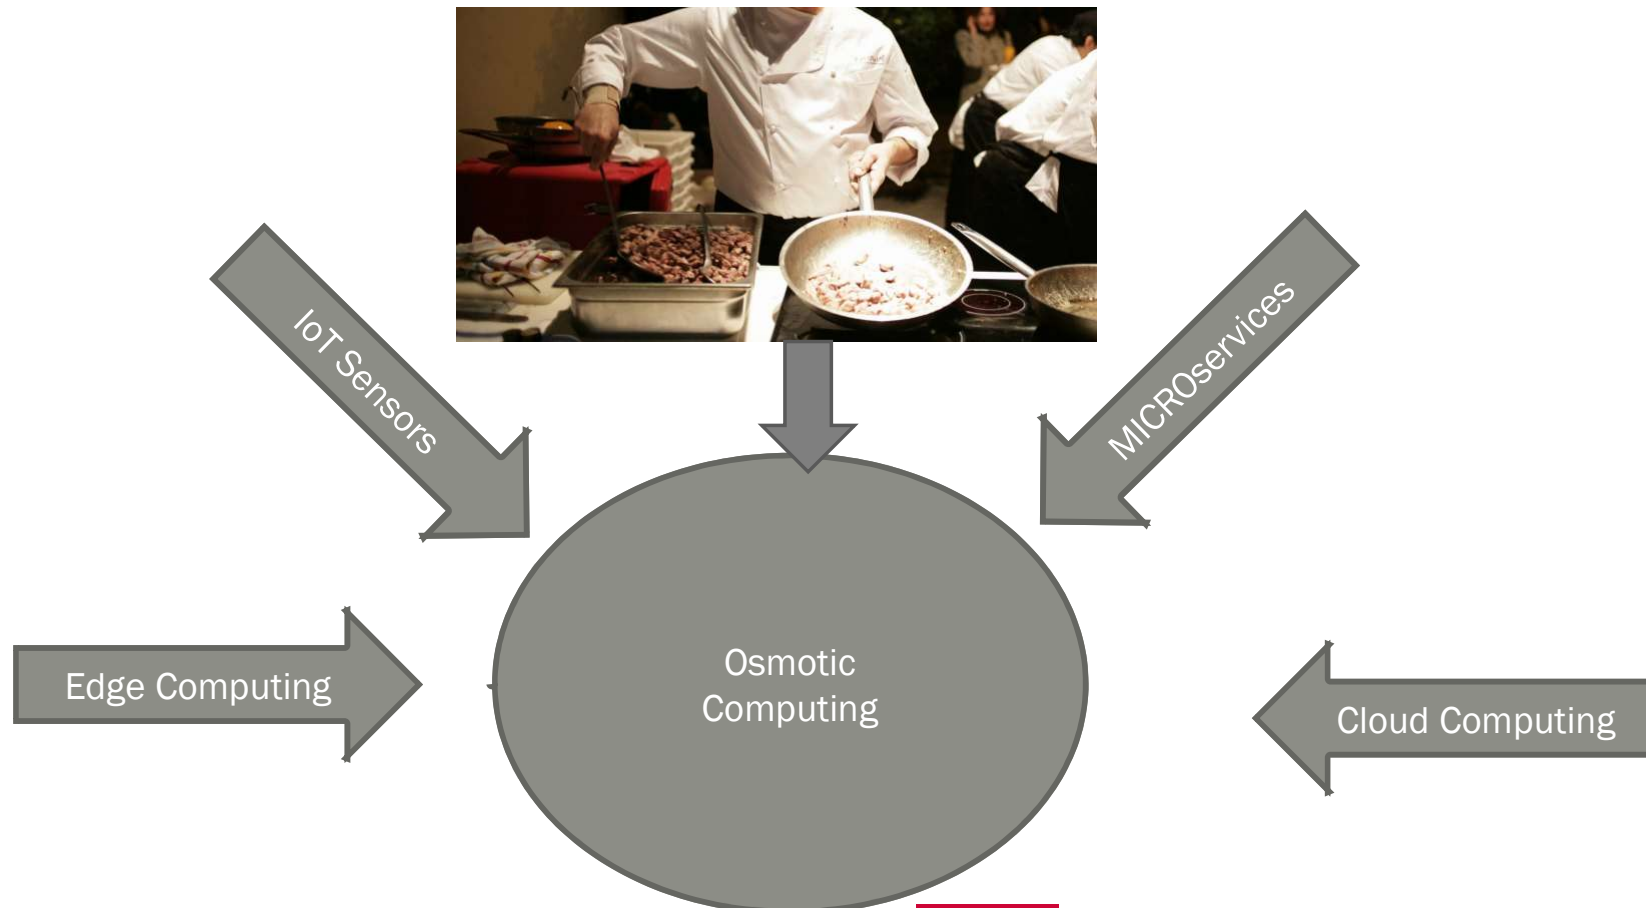 IoT Sensors
MICROservices
Edge Computing
Osmotic
Computing
Cloud Computing